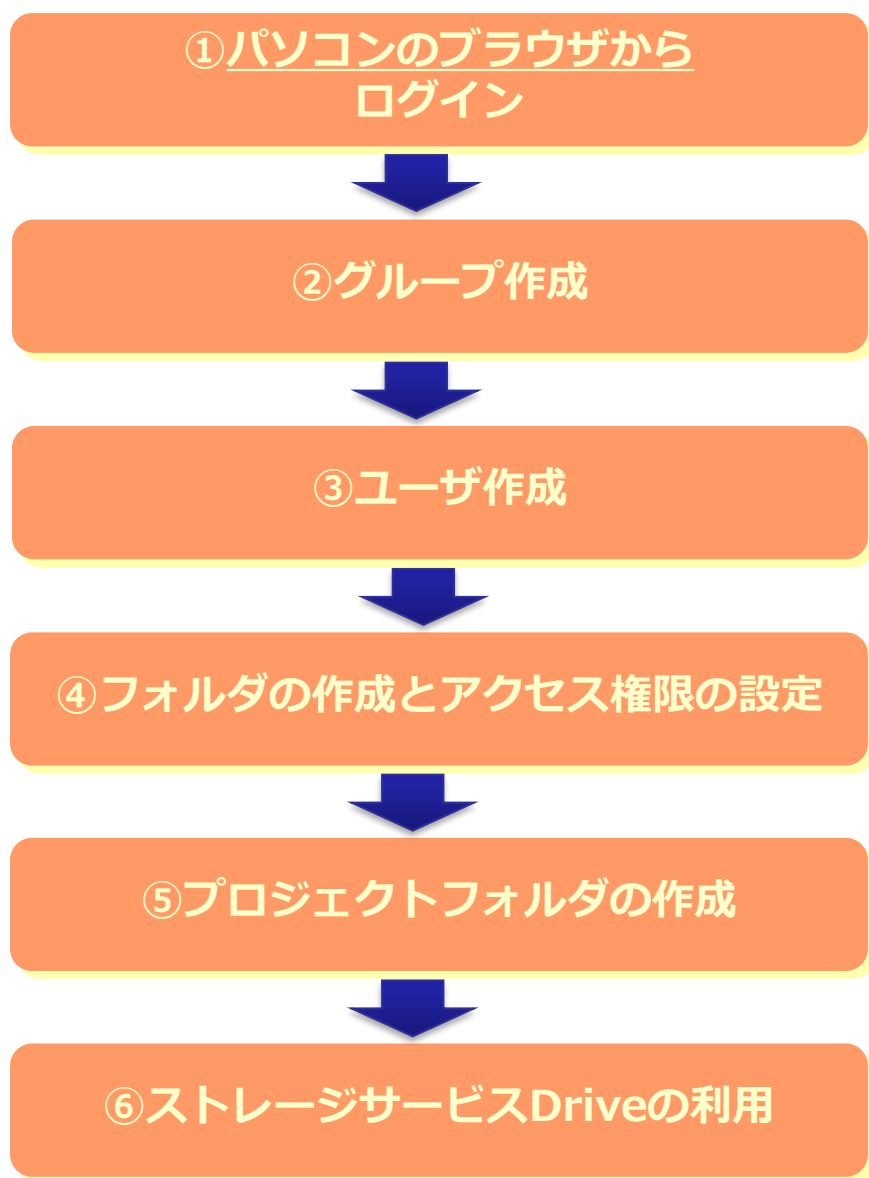 ①パソコンのブラウザから
ログイン
②グループ作成
③ユーザ作成
④フォルダの作成とアクセス権限の設定
⑤プロジェクトフォルダの作成
⑥ストレージサービスDriveの利用